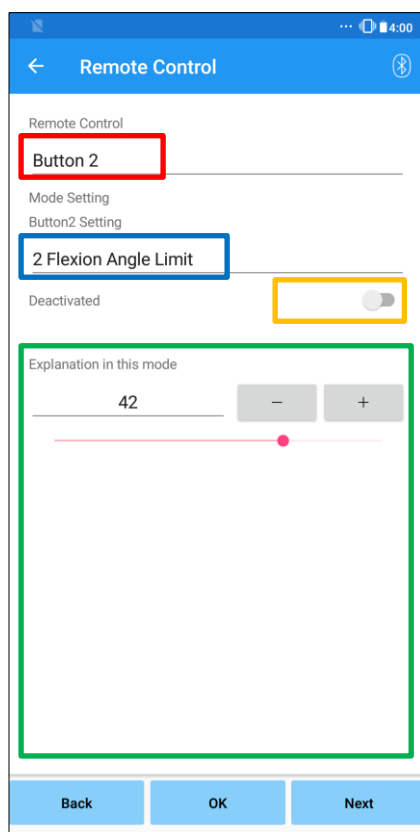 4:00
Remote Control
Remote Control
Button 2
Mode Setting
Button2 Setting
2 Flexion Angle Limit
Deactivated
Explanation in this mode
42 − +
Back OK Next